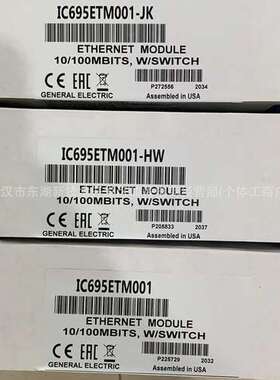 IC695ETM001-JK
ETHERNET MODULE
10/100MBITS, W/SWITCH
GENERAL ELECTRIC
P272556 2034
Assembled in USA
IC695ETM001-HW
ETHERNET MODULE
10/100MBITS, W/SWITCH
GENERAL ELECTRIC
P205833 2037
Assembled in USA
IC695ETM001
ETHERNET MODULE
10/100MBITS, W/SWITCH
GENERAL ELECTRIC
P225729 2032
Assembled in USA